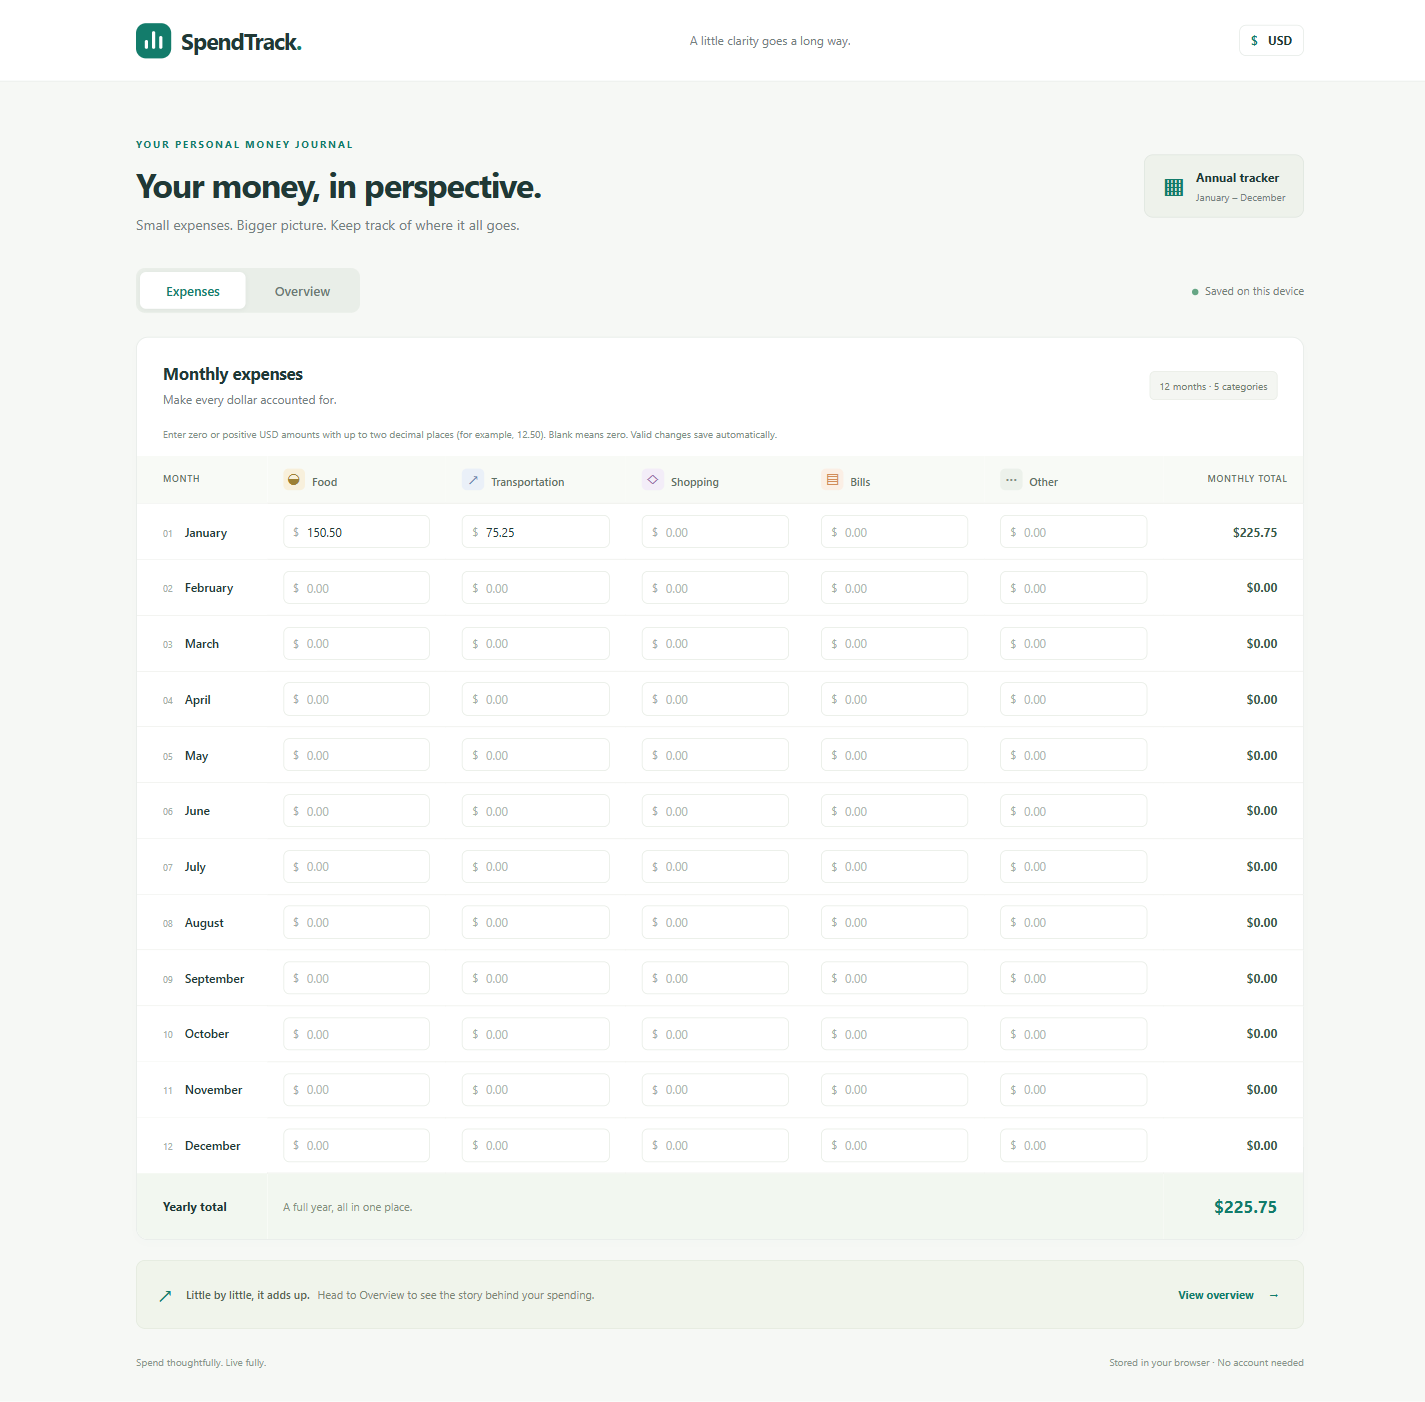 SpendTrack.
A little clarity goes a long way.
$ USD
YOUR PERSONAL MONEY JOURNAL
Your money, in perspective.
Small expenses. Bigger picture. Keep track of where it all goes.
Annual tracker
January – December
Expenses
Overview
Saved on this device
Monthly expenses
Make every dollar accounted for.
12 months · 5 categories
Enter zero or positive USD amounts with up to two decimal places (for example, 12.50). Blank means zero. Valid changes save automatically.
MONTH Food Transportation Shopping Bills Other MONTHLY TOTAL
01 January $ 150.50 $ 75.25 $ 0.00 $ 0.00 $ 0.00 $225.75
02 February $ 0.00 $ 0.00 $ 0.00 $ 0.00 $ 0.00 $0.00
03 March $ 0.00 $ 0.00 $ 0.00 $ 0.00 $ 0.00 $0.00
04 April $ 0.00 $ 0.00 $ 0.00 $ 0.00 $ 0.00 $0.00
05 May $ 0.00 $ 0.00 $ 0.00 $ 0.00 $ 0.00 $0.00
06 June $ 0.00 $ 0.00 $ 0.00 $ 0.00 $ 0.00 $0.00
07 July $ 0.00 $ 0.00 $ 0.00 $ 0.00 $ 0.00 $0.00
08 August $ 0.00 $ 0.00 $ 0.00 $ 0.00 $ 0.00 $0.00
09 September $ 0.00 $ 0.00 $ 0.00 $ 0.00 $ 0.00 $0.00
10 October $ 0.00 $ 0.00 $ 0.00 $ 0.00 $ 0.00 $0.00
11 November $ 0.00 $ 0.00 $ 0.00 $ 0.00 $ 0.00 $0.00
12 December $ 0.00 $ 0.00 $ 0.00 $ 0.00 $ 0.00 $0.00
Yearly total A full year, all in one place. $225.75
↗ Little by little, it adds up. Head to Overview to see the story behind your spending.
View overview →
Spend thoughtfully. Live fully.
Stored in your browser · No account needed